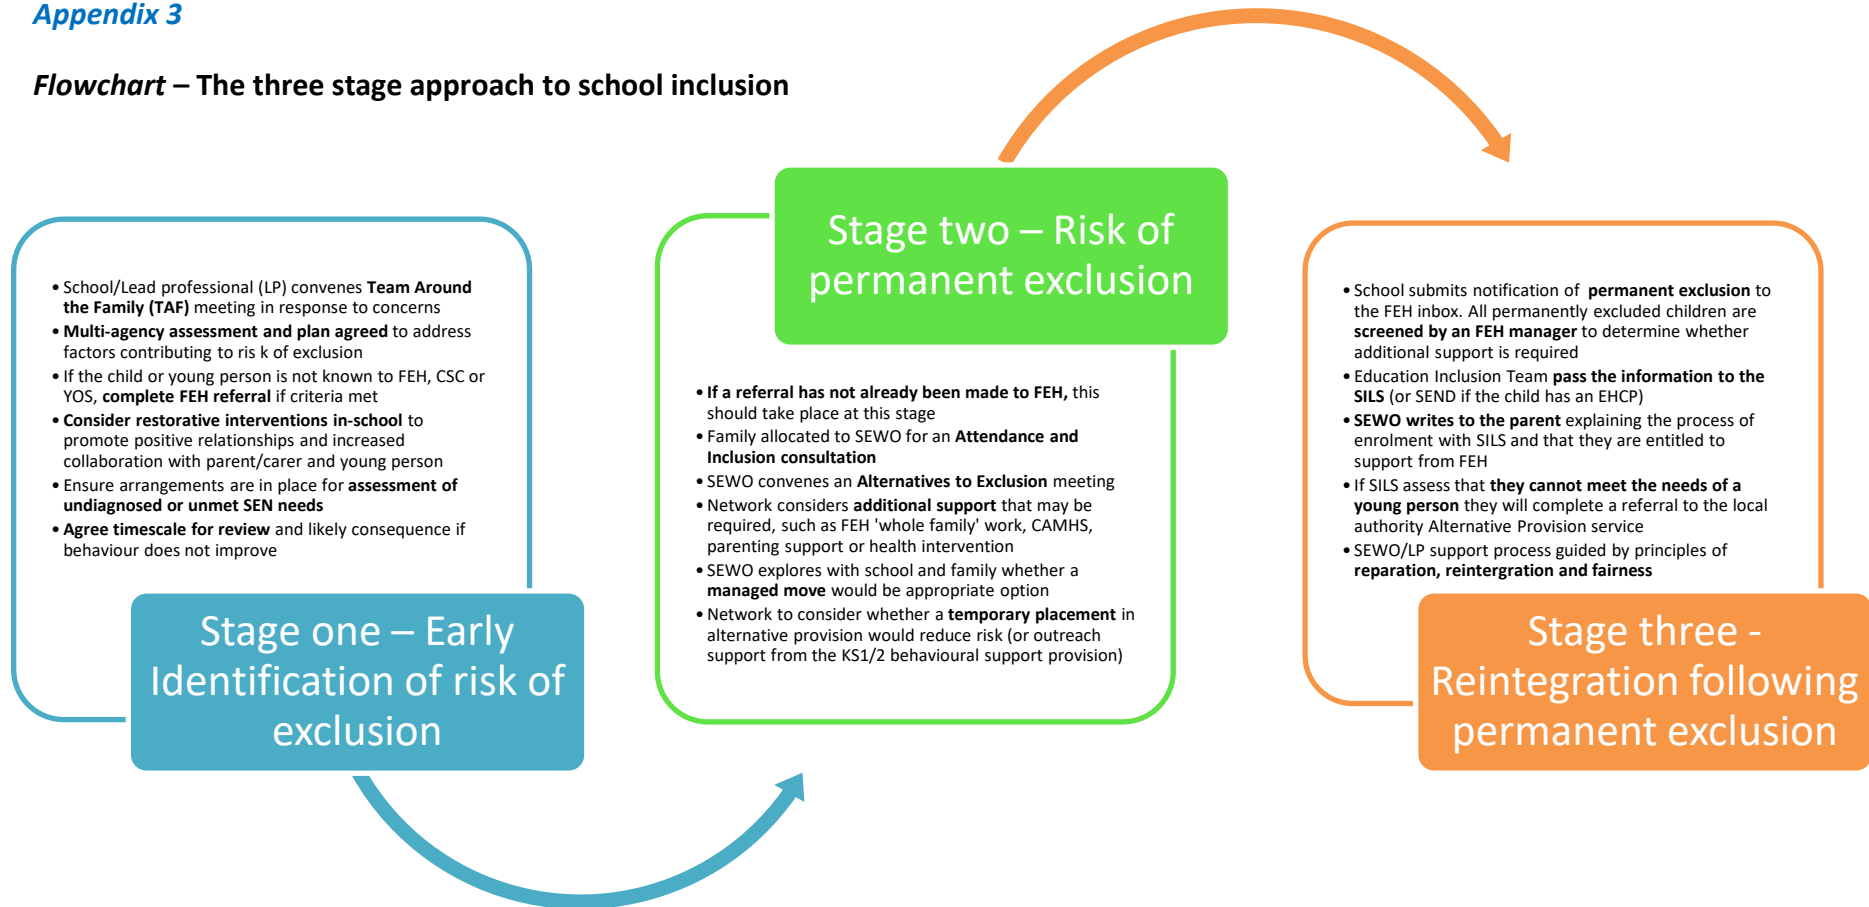 Appendix 3
Flowchart – The three stage approach to school inclusion
• School/Lead professional (LP) convenes Team Around
the Family (TAF) meeting in response to concerns
• Multi-agency assessment and plan agreed to address
factors contributing to ris k of exclusion
• If the child or young person is not known to FEH, CSC or
YOS, complete FEH referral if criteria met
• Consider restorative interventions in-school to
promote positive relationships and increased
collaboration with parent/carer and young person
• Ensure arrangements are in place for assessment of
undiagnosed or unmet SEN needs
• Agree timescale for review and likely consequence if
behaviour does not improve
Stage one – Early
Identification of risk of
exclusion
Stage two – Risk of
permanent exclusion
• If a referral has not already been made to FEH, this
should take place at this stage
• Family allocated to SEWO for an Attendance and
Inclusion consultation
• SEWO convenes an Alternatives to Exclusion meeting
• Network considers additional support that may be
required, such as FEH 'whole family' work, CAMHS,
parenting support or health intervention
• SEWO explores with school and family whether a
managed move would be appropriate option
• Network to consider whether a temporary placement in
alternative provision would reduce risk (or outreach
support from the KS1/2 behavioural support provision)
• School submits notification of permanent exclusion to
the FEH inbox. All permanently excluded children are
screened by an FEH manager to determine whether
additional support is required
• Education Inclusion Team pass the information to the
SILS (or SEND if the child has an EHCP)
• SEWO writes to the parent explaining the process of
enrolment with SILS and that they are entitled to
support from FEH
• If SILS assess that they cannot meet the needs of a
young person they will complete a referral to the local
authority Alternative Provision service
• SEWO/LP support process guided by principles of
reparation, reintergration and fairness
Stage three -
Reintegration following
permanent exclusion